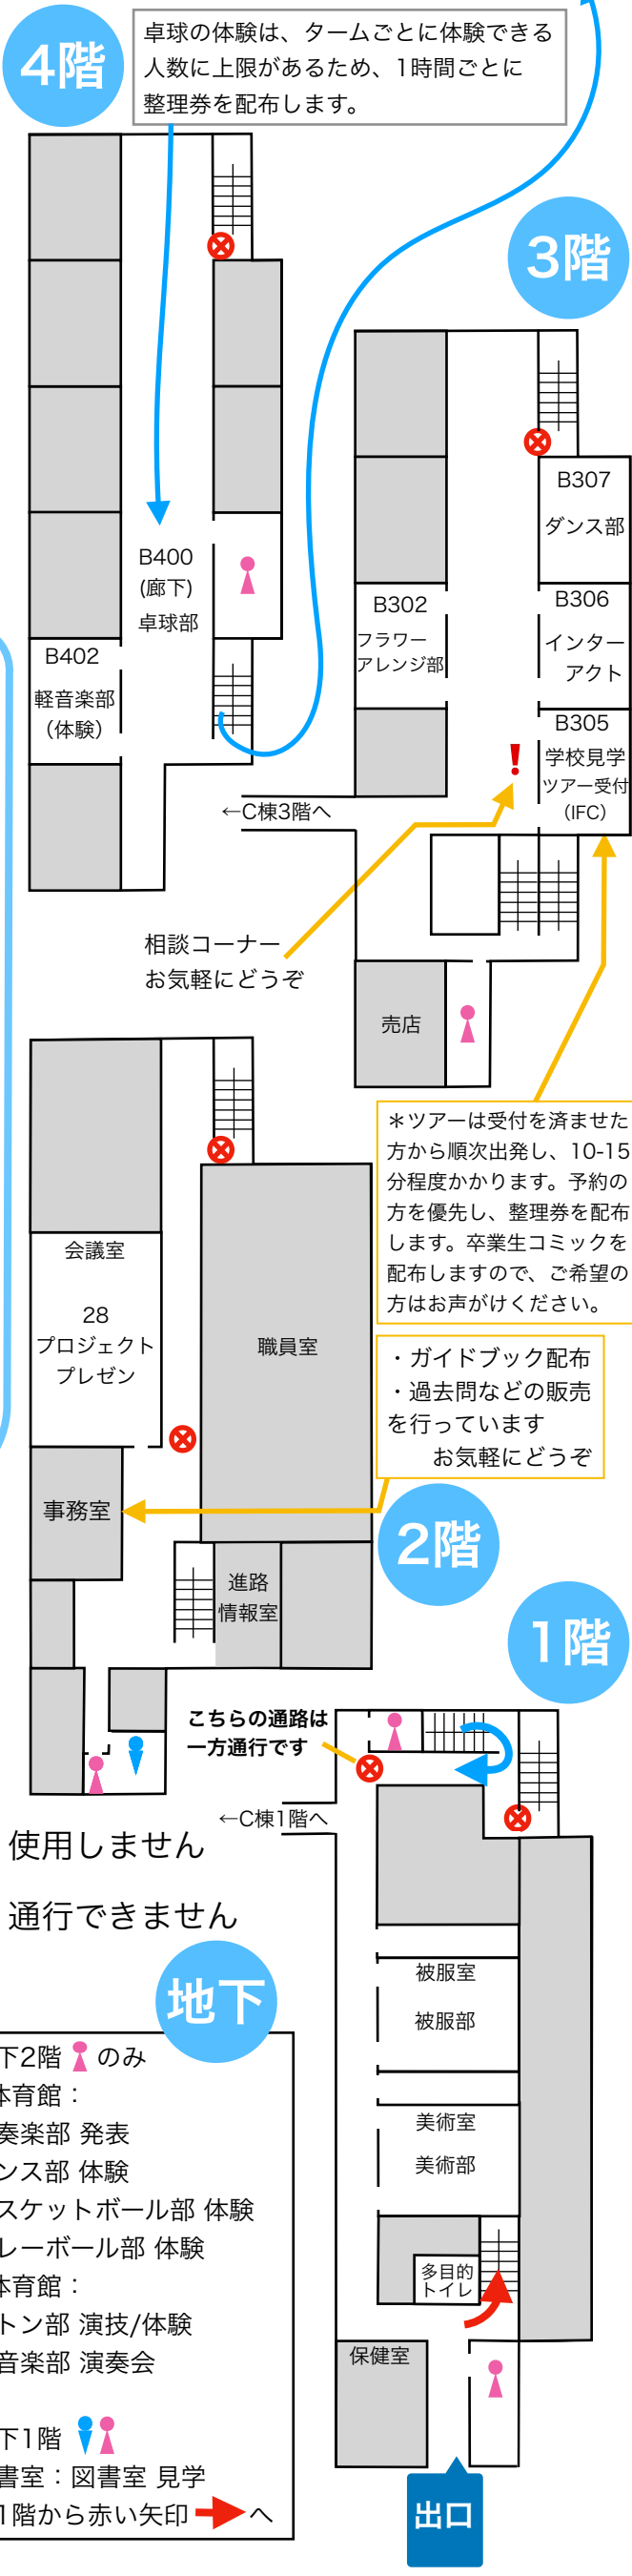 4階
卓球の体験は、タームごとに体験できる
人数に上限があるため、1時間ごとに
整理券を配布します。
3階
B307
ダンス部
B400
(廊下)
卓球部
B302
フラワー
アレンジ部
B306
インター
アクト
B402
軽音楽部
（体験）
B305
学校見学
ツアー受付
（IFC）
←C棟3階へ
相談コーナー
お気軽にどうぞ
売店
＊ツアーは受付を済ませた
方から順次出発し、10-15
分程度かかります。予約の
方を優先し、整理券を配布
します。卒業生コミックを
配布しますので、ご希望の
方はお声がけください。
会議室
28
プロジェクト
プレゼン
職員室
・ガイドブック配布
・過去問などの販売
を行っています
お気軽にどうぞ
事務室
2階
進路
情報室
1階
こちらの通路は
一方通行です
←C棟1階へ
使用しません
通行できません
地下
被服室
被服部
下2階 のみ
体育館：
奏楽部 発表
ンス部 体験
スケットボール部 体験
レーボール部 体験
体育館：
トン部 演技/体験
音楽部 演奏会
下1階
書室：図書室 見学
1階から赤い矢印 へ
美術室
美術部
多目的
トイレ
保健室
出口